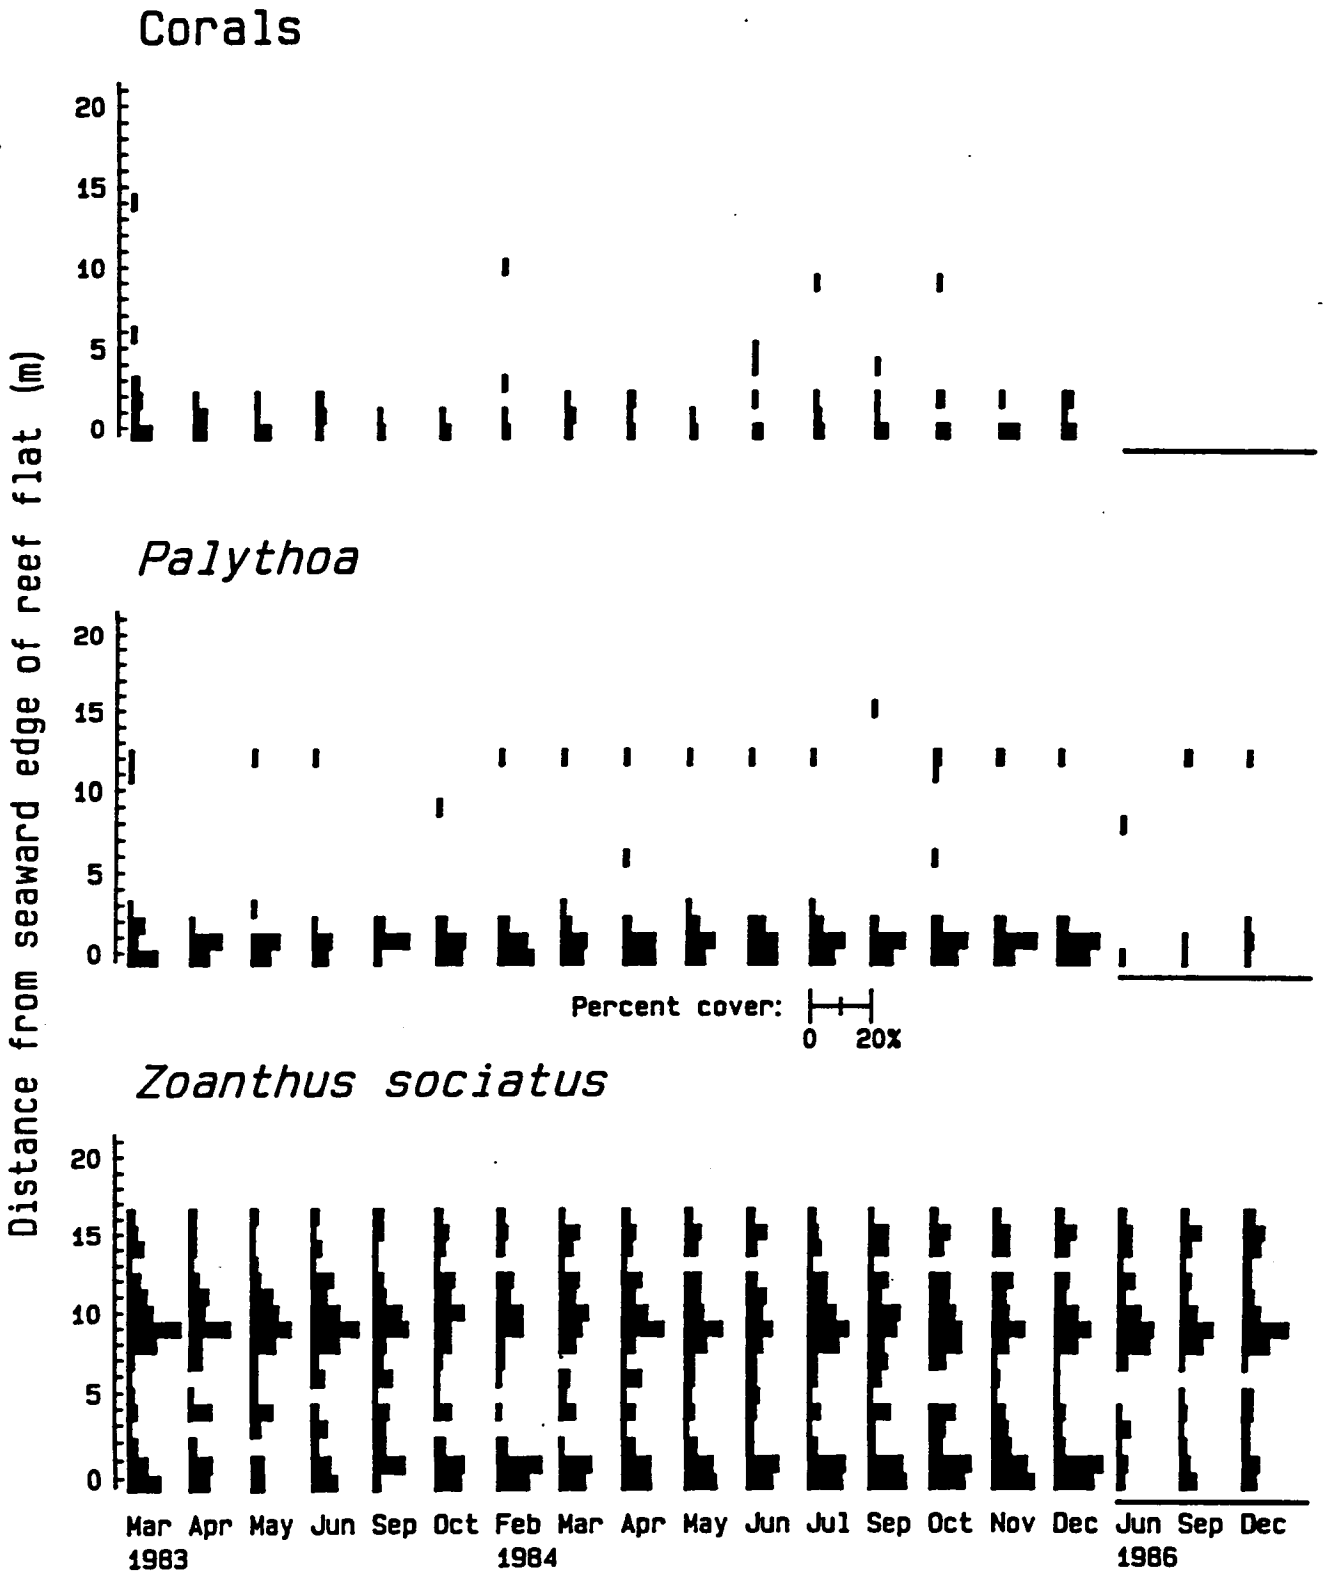 Corals
20
15
10
5
0
Distance from seaward edge of reef flat (m)
Palythoa
20
15
10
5
0
Percent cover:
0 20%
Zoanthus sociatus
20
15
10
5
0
Mar Apr May Jun Sep Oct Feb Mar Apr May Jun Jul Sep Oct Nov Dec Jun Sep Dec
1983 1984 1986